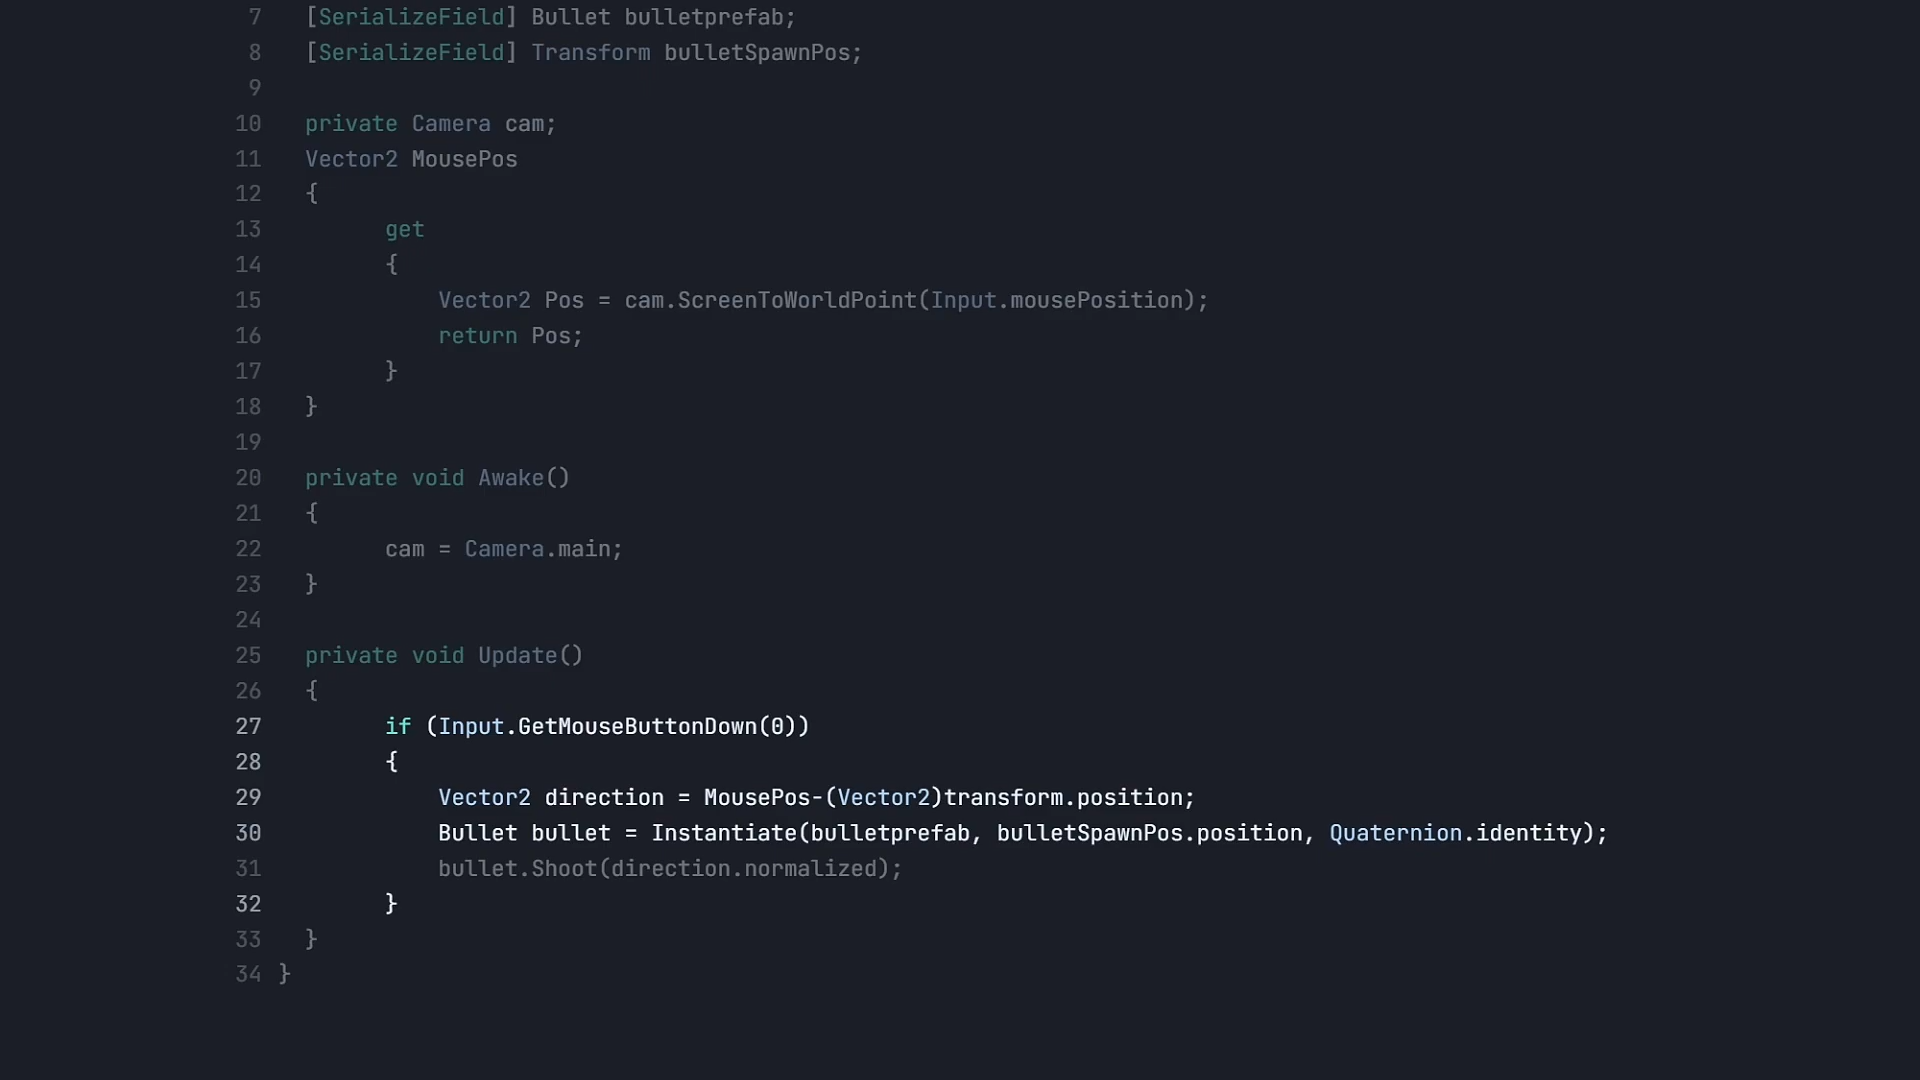 7 [SerializeField] Bullet bulletprefab;
8 [SerializeField] Transform bulletSpawnPos;
9
10 private Camera cam;
11 Vector2 MousePos
12 {
13 get
14 {
15 Vector2 Pos = cam.ScreenToWorldPoint(Input.mousePosition);
16 return Pos;
17 }
18 }
19
20 private void Awake()
21 {
22 cam = Camera.main;
23 }
24
25 private void Update()
26 {
27 if (Input.GetMouseButtonDown(0))
28 {
29 Vector2 direction = MousePos-(Vector2)transform.position;
30 Bullet bullet = Instantiate(bulletprefab, bulletSpawnPos.position, Quaternion.identity);
31 bullet.Shoot(direction.normalized);
32 }
33 }
34 }